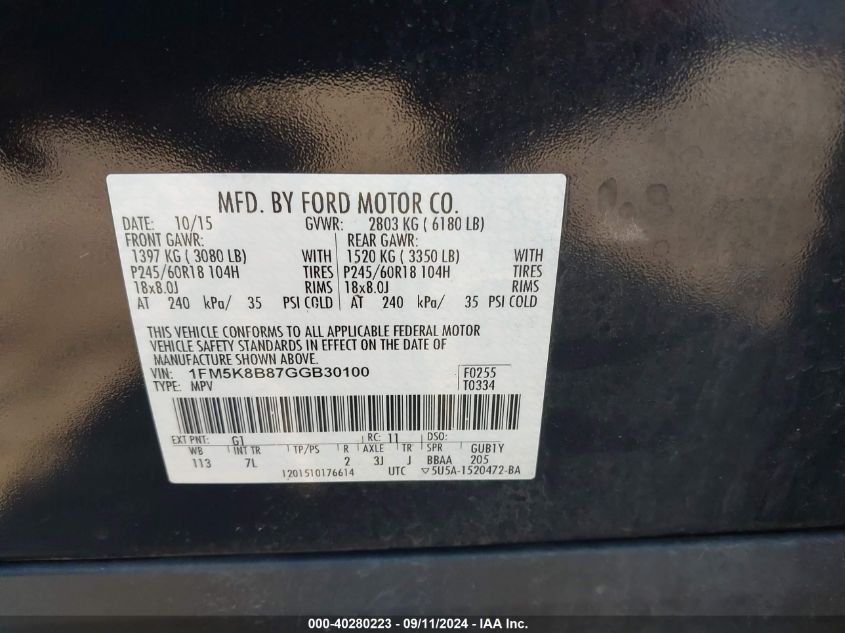 MFD. BY FORD MOTOR CO.
DATE: 10/15 GVWR: 2803 KG ( 6180 LB)
FRONT GAWR: REAR GAWR:
1397 KG ( 3080 LB) WITH 1520 KG ( 3350 LB) WITH
P245/60R18 104H TIRES P245/60R18 104H TIRES
18x8.0J RIMS 18x8.0J RIMS
AT 240 kPa/ 35 PSI COLD AT 240 kPa/ 35 PSI COLD
THIS VEHICLE CONFORMS TO ALL APPLICABLE FEDERAL MOTOR
VEHICLE SAFETY STANDARDS IN EFFECT ON THE DATE OF
MANUFACTURE SHOWN ABOVE.
VIN: 1FM5K8B87GGB30100 F0255
TYPE: MPV T0334
EXT PNT: G1 RC: 11 DSO:
WB INT TR TP/PS R AXLE TR SPR GUB1Y
113 7L 2 3J J BBAA 205
1201510176614 UTC ▽5U5A-1520472-BA
000-40280223 - 09/11/2024 - IAA Inc.